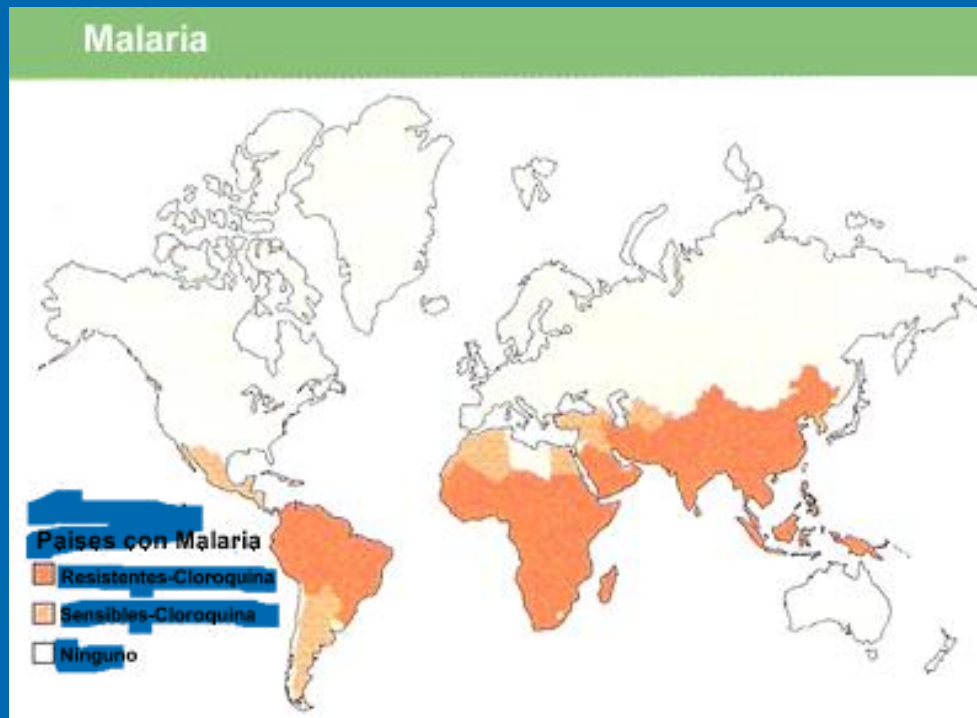 Malaria
Paises con Malaria
Resistentes-Cloroquina
Sensibles-Cloroquina
Ninguno